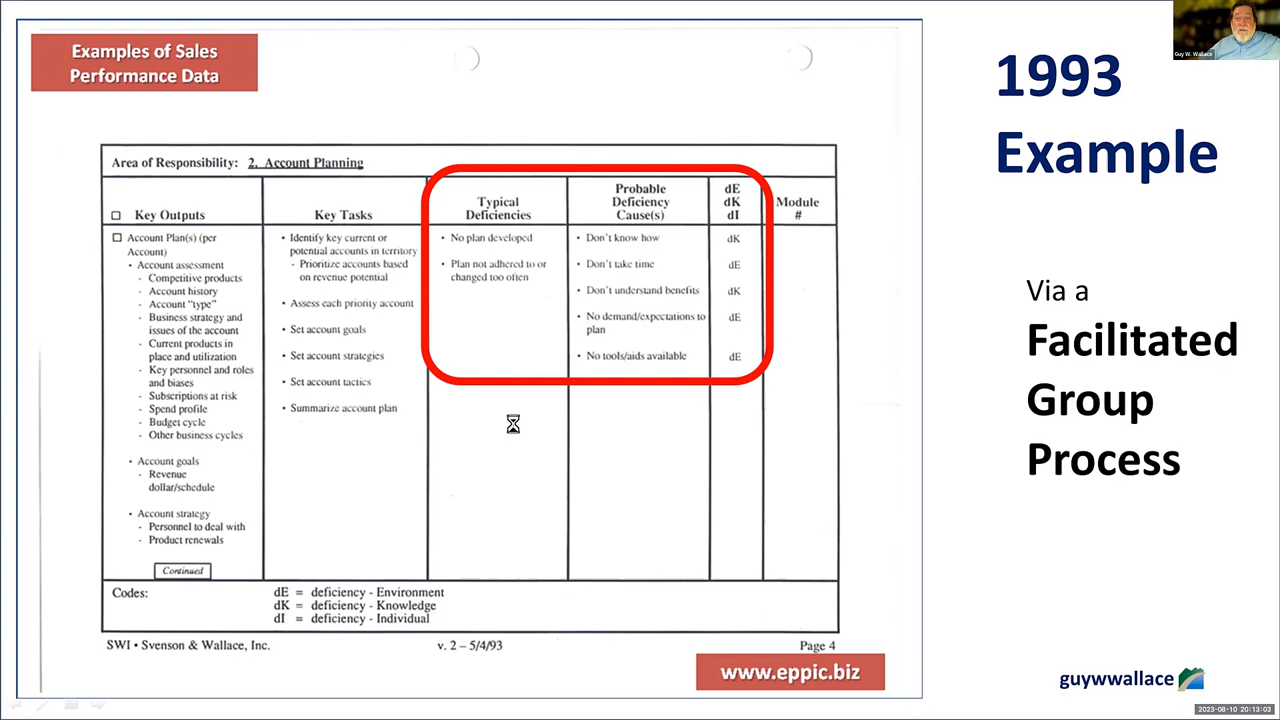 Examples of Sales
Performance Data
Area of Responsibility: 2. Account Planning
Key Outputs
Key Tasks
Typical
Deficiencies
Probable
Deficiency
Cause(s)
dE
dK
dI
Module
#
Account Plan(s) (per
Account)
• Account assessment
- Competitive products
- Account history
- Account "type"
- Business strategy and
issues of the account
- Current products in
place and utilization
- Key personnel and roles
and biases
- Subscriptions at risk
- Spend profile
- Budget cycle
- Other business cycles
• Account goals
- Revenue
dollar/schedule
• Account strategy
- Personnel to deal with
- Product renewals
Continued
• Identify key current or
potential accounts in territory
- Prioritize accounts based
on revenue potential
• Assess each priority account
• Set account goals
• Set account strategies
• Set account tactics
• Summarize account plan
• No plan developed
• Plan not adhered to or
changed too often
• Don't know how
• Don't take time
• Don't understand benefits
• No demand/expectations to
plan
• No tools/aids available
dK
dE
dK
dE
dE
Codes:
dE = deficiency - Environment
dK = deficiency - Knowledge
dI = deficiency - Individual
SWI • Svenson & Wallace, Inc.
v. 2 – 5/4/93
Page 4
www.eppic.biz
1993
Example
Via a
Facilitated
Group
Process
guywwallace
Guy W. Wallace
2023-08-10 20:13:03